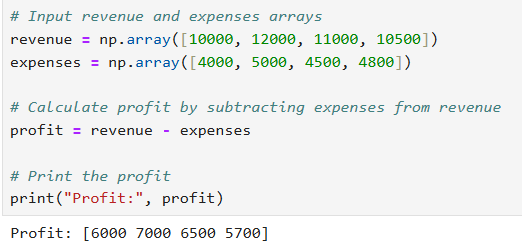 # Input revenue and expenses arrays
revenue = np.array([10000, 12000, 11000, 10500])
expenses = np.array([4000, 5000, 4500, 4800])
# Calculate profit by subtracting expenses from revenue
profit = revenue - expenses
# Print the profit
print("Profit:", profit)
Profit: [6000 7000 6500 5700]